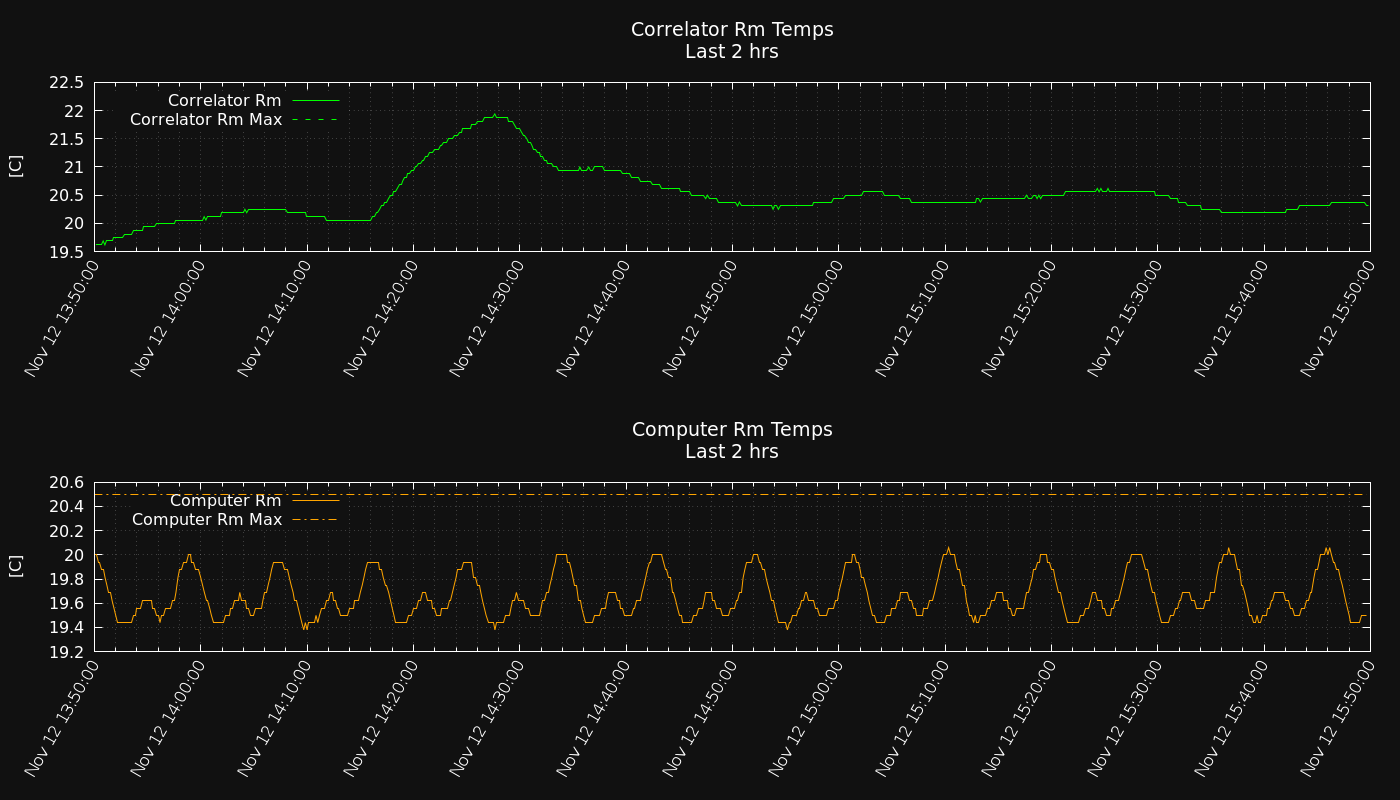 Correlator Rm Temps
Last 2 hrs
22.5
22
21.5
21
20.5
20
19.5
[C]
Correlator Rm
Correlator Rm Max
Nov 12 13:50:00
Nov 12 14:00:00
Nov 12 14:10:00
Nov 12 14:20:00
Nov 12 14:30:00
Nov 12 14:40:00
Nov 12 14:50:00
Nov 12 15:00:00
Nov 12 15:10:00
Nov 12 15:20:00
Nov 12 15:30:00
Nov 12 15:40:00
Nov 12 15:50:00
Computer Rm Temps
Last 2 hrs
20.6
20.4
20.2
20
19.8
19.6
19.4
19.2
[C]
Computer Rm
Computer Rm Max
Nov 12 13:50:00
Nov 12 14:00:00
Nov 12 14:10:00
Nov 12 14:20:00
Nov 12 14:30:00
Nov 12 14:40:00
Nov 12 14:50:00
Nov 12 15:00:00
Nov 12 15:10:00
Nov 12 15:20:00
Nov 12 15:30:00
Nov 12 15:40:00
Nov 12 15:50:00